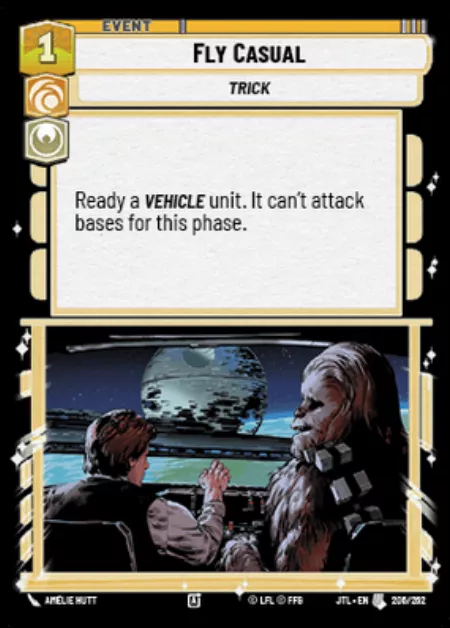 EVENT
1
FLY CASUAL
TRICK
Ready a VEHICLE unit. It can't attack
bases for this phase.
AMÉLIE HUTT
A
© LFL © FFG
JTL • EN
206/262